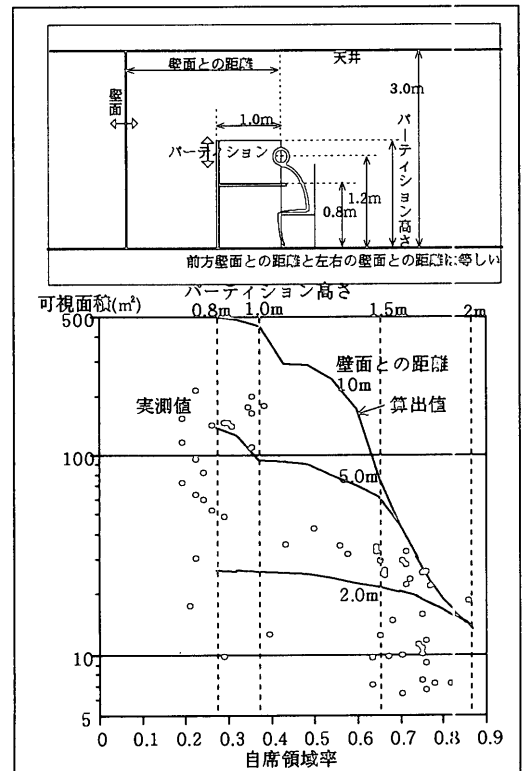 天井
壁面との距離
壁面
3.0m
1.0m
パーティション
パーティション高さ
1.2m
0.8m
前方壁面との距離と左右の壁面との距離は等しい
パーティション高さ
可視面積(m²)
0.8m 1.0m 1.5m 2m
500
壁面との距離
10m
実測値
算出値
100
5.0m
2.0m
10
5
0 0.1 0.2 0.3 0.4 0.5 0.6 0.7 0.8 0.9
自席領域率